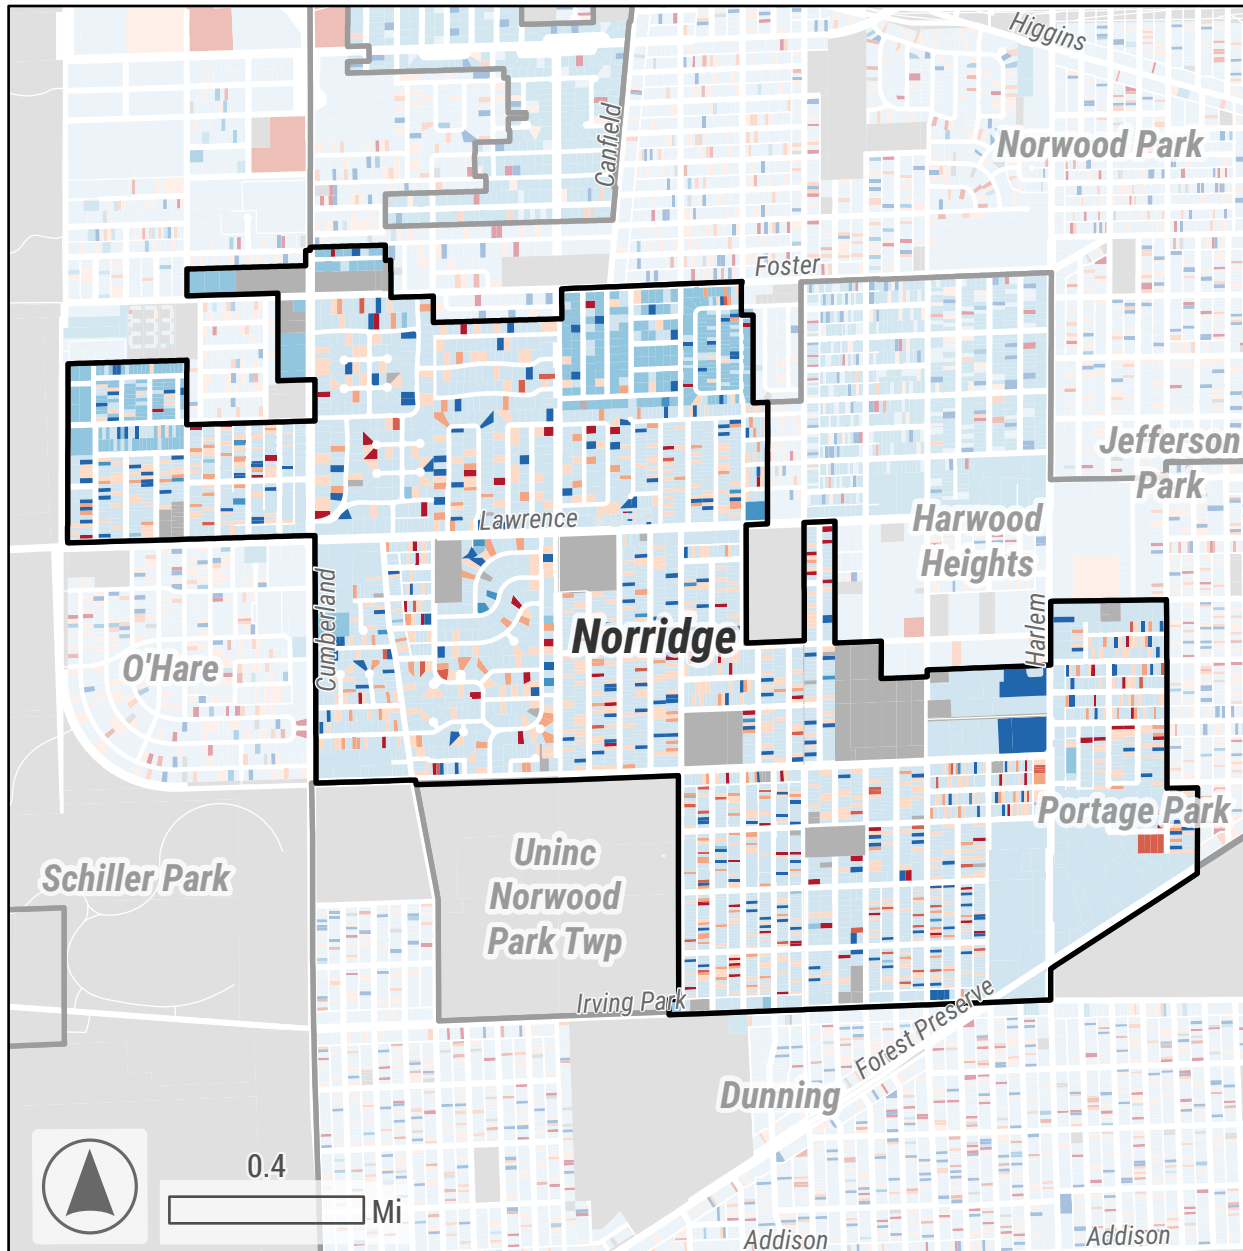 Higgins
Canfield
Norwood Park
Foster
Jefferson
Park
Lawrence
Harwood
Heights
Cumberland
Norridge
Harlem
O'Hare
Portage Park
Uninc
Norwood
Park Twp
Schiller Park
Irving Park
Forest Preserve
Dunning
0.4
Mi
Addison
Addison